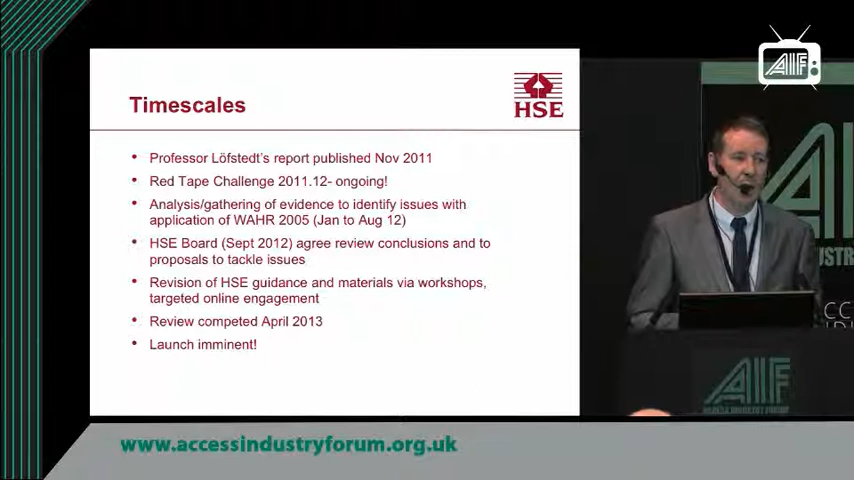 AIF
Timescales
HSE
• Professor Löfstedt's report published Nov 2011
• Red Tape Challenge 2011.12- ongoing!
• Analysis/gathering of evidence to identify issues with
application of WAHR 2005 (Jan to Aug 12)
• HSE Board (Sept 2012) agree review conclusions and to
proposals to tackle issues
• Revision of HSE guidance and materials via workshops,
targeted online engagement
• Review competed April 2013
• Launch imminent!
AIF
www.accessindustryforum.org.uk